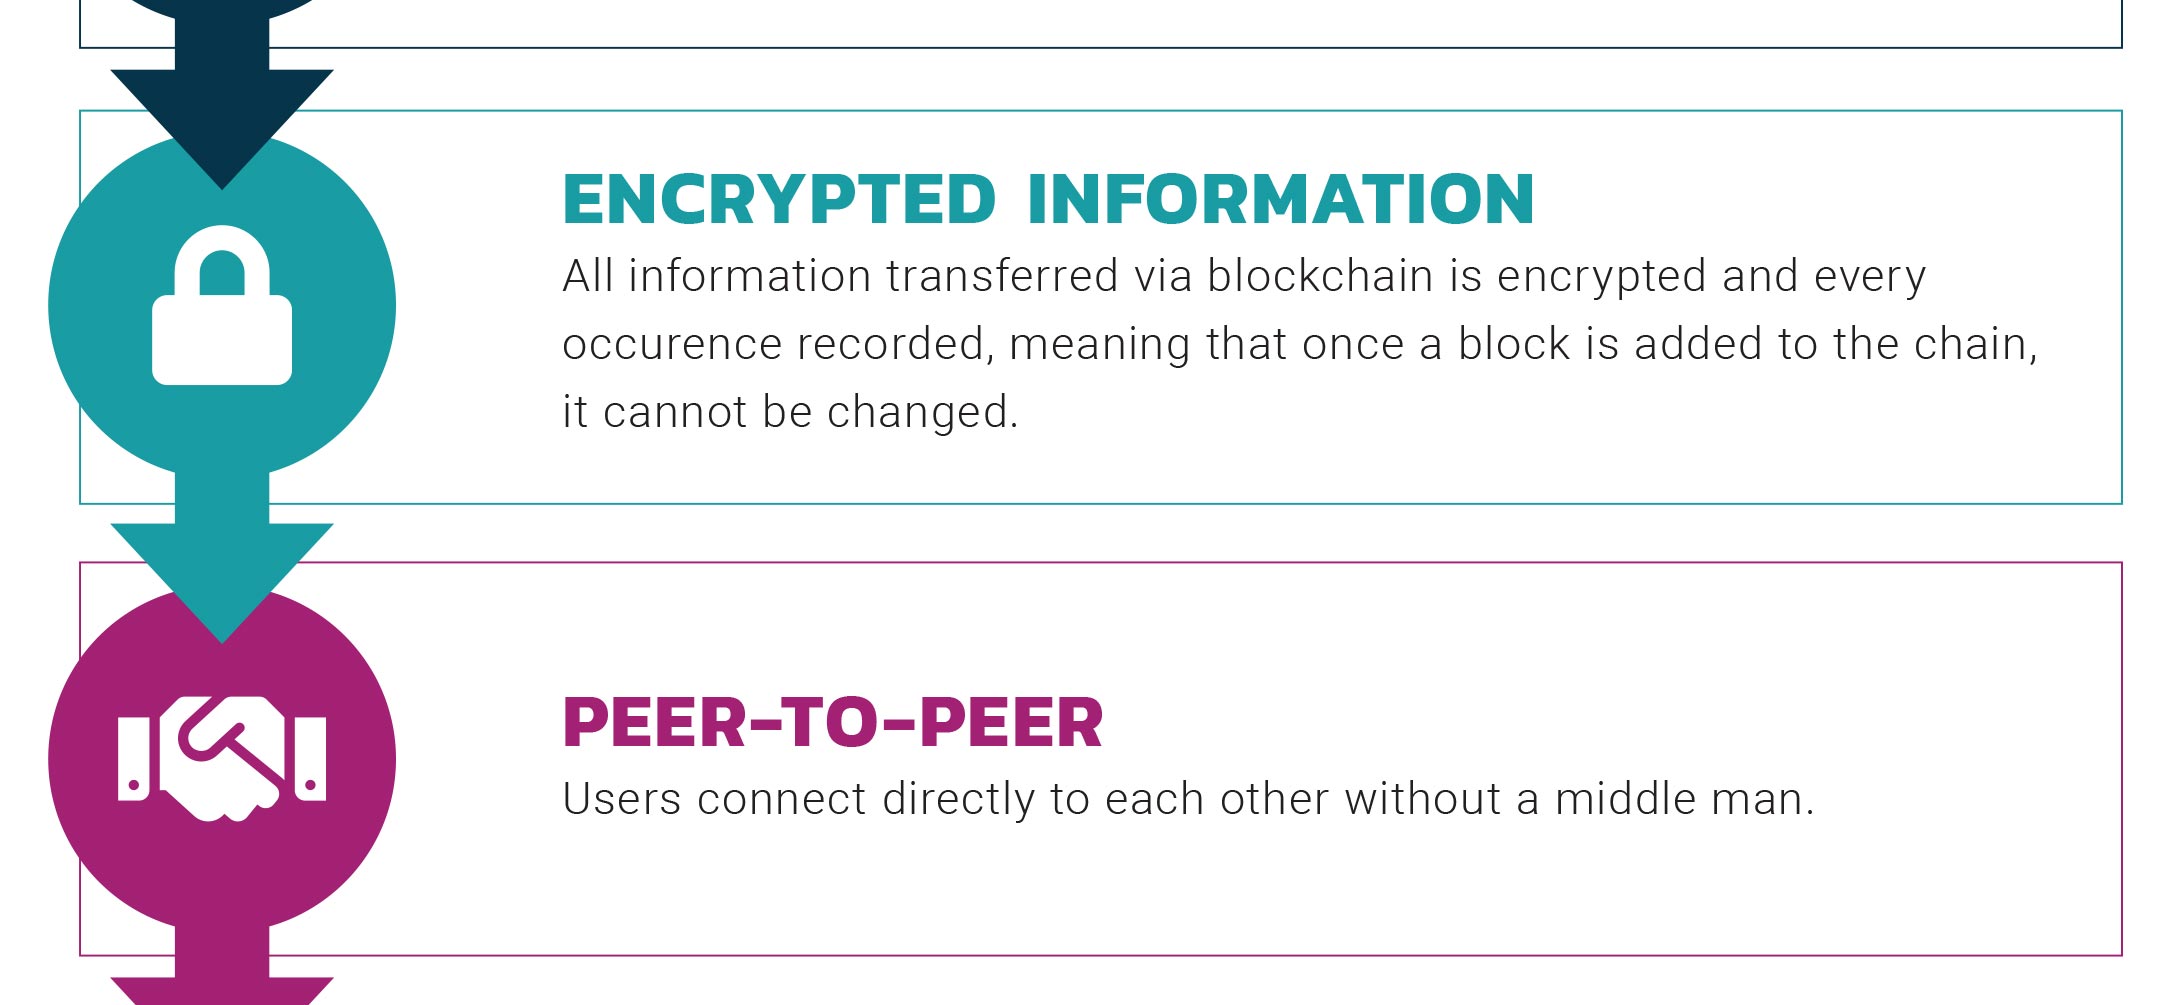 ENCRYPTED INFORMATION
All information transferred via blockchain is encrypted and every
occurence recorded, meaning that once a block is added to the chain,
it cannot be changed.
PEER-TO-PEER
Users connect directly to each other without a middle man.